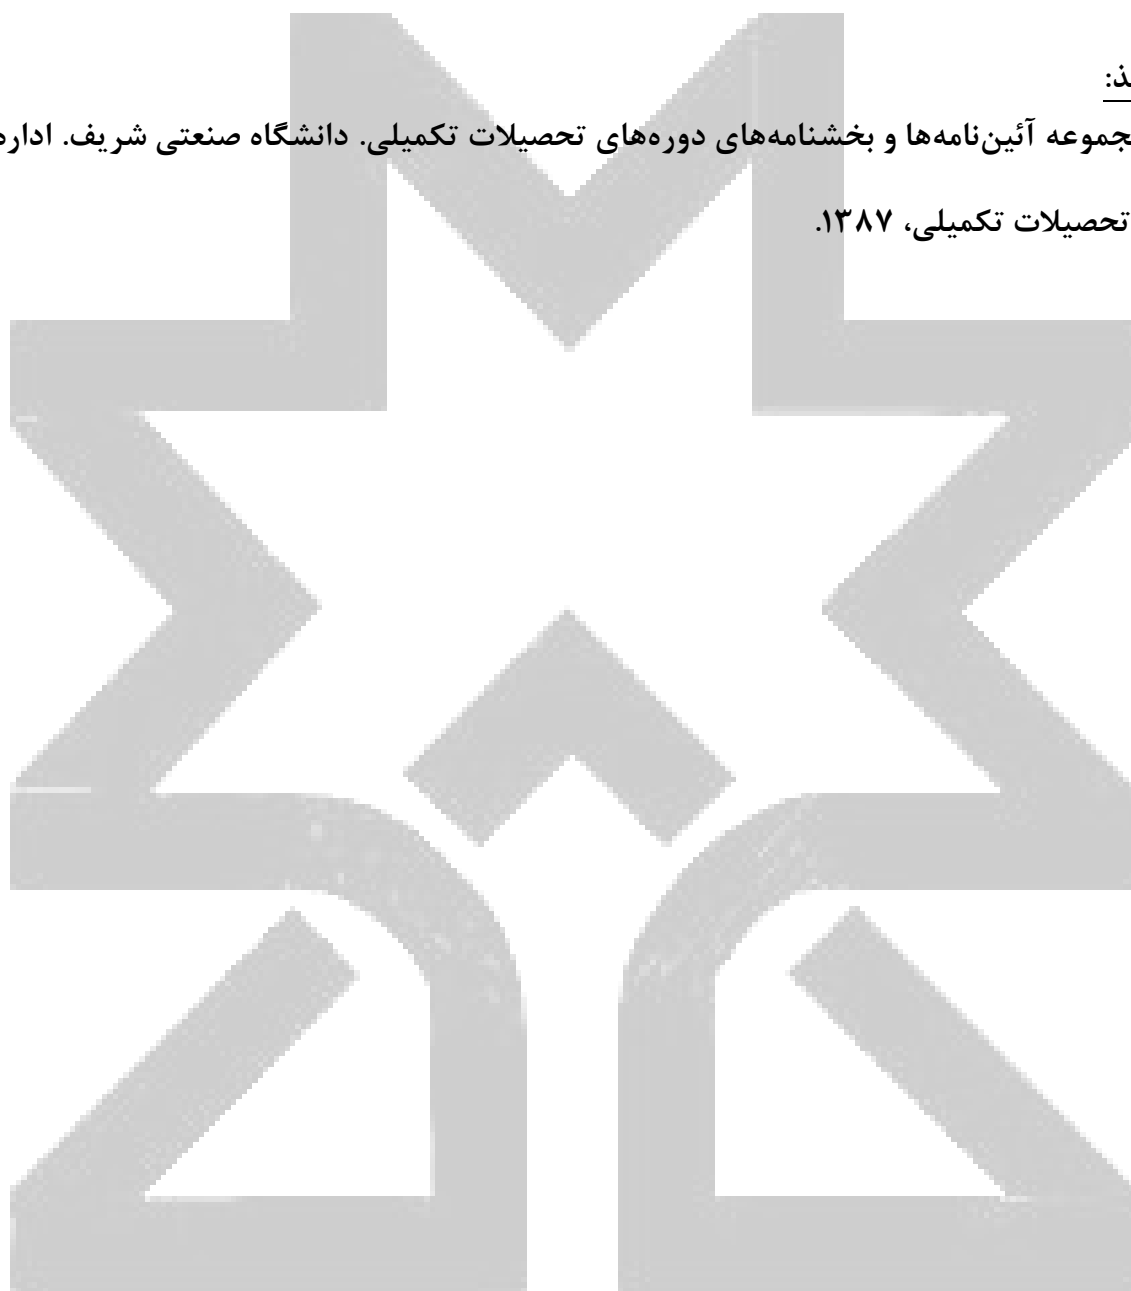 ذ:
جموعه آئین‌نامه‌ها و بخشنامه‌های دوره‌های تحصیلات تکمیلی. دانشگاه صنعتی شریف. اداره
تحصیلات تکمیلی، ۱۳۸۷.